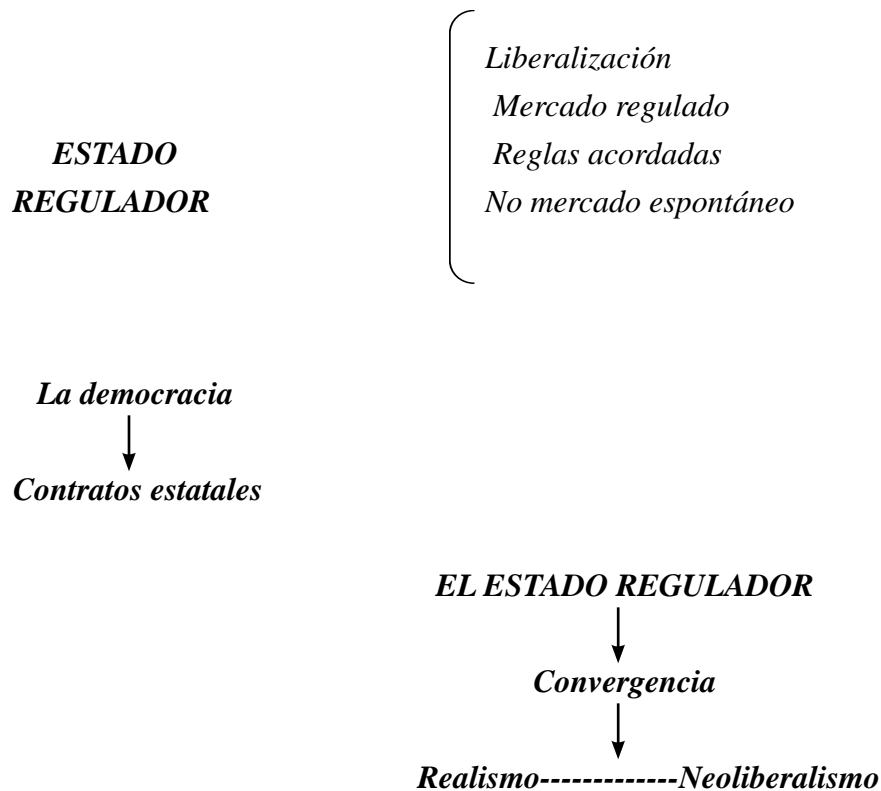 ESTADO
REGULADOR
Liberalización
Mercado regulado
Reglas acordadas
No mercado espontáneo
La democracia
Contratos estatales
EL ESTADO REGULADOR
Convergencia
Realismo-------------Neoliberalismo